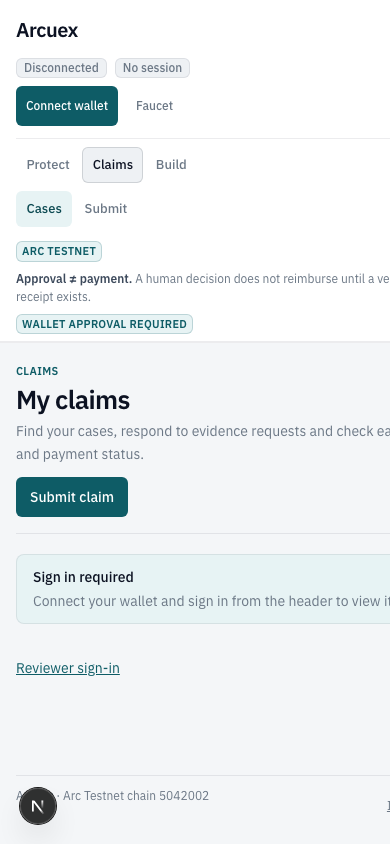 Arcuex
Disconnected No session
Connect wallet Faucet
Protect Claims Build
Cases Submit
ARC TESTNET
Approval ≠ payment. A human decision does not reimburse until a ve
receipt exists.
WALLET APPROVAL REQUIRED
CLAIMS
My claims
Find your cases, respond to evidence requests and check ea
and payment status.
Submit claim
Sign in required
Connect your wallet and sign in from the header to view it
Reviewer sign-in
· Arc Testnet chain 5042002
N